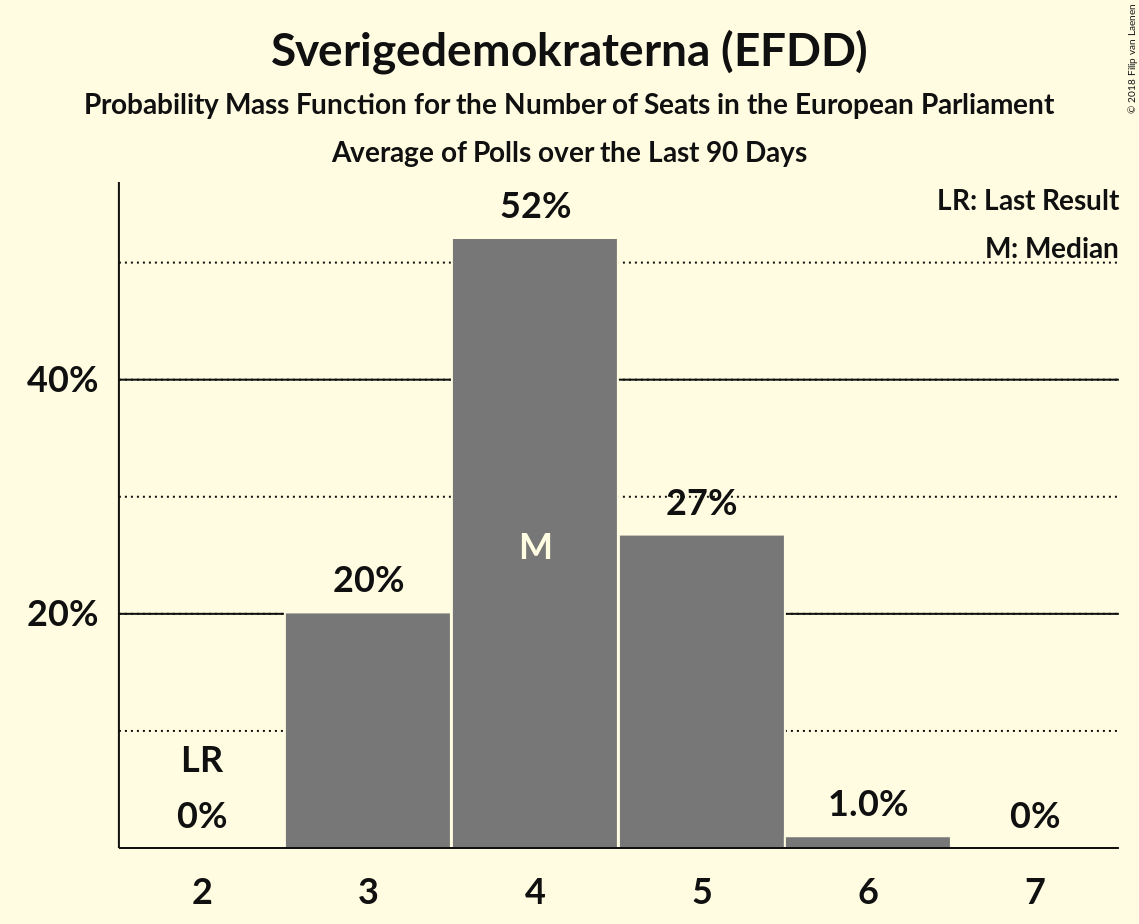 Sverigedemokraterna (EFDD)
Probability Mass Function for the Number of Seats in the European Parliament
Average of Polls over the Last 90 Days
© 2018 Filip van Laenen
LR: Last Result
M: Median
52%
40%
27%
M
20%
20%
LR
0%
1.0%
0%
2 3 4 5 6 7